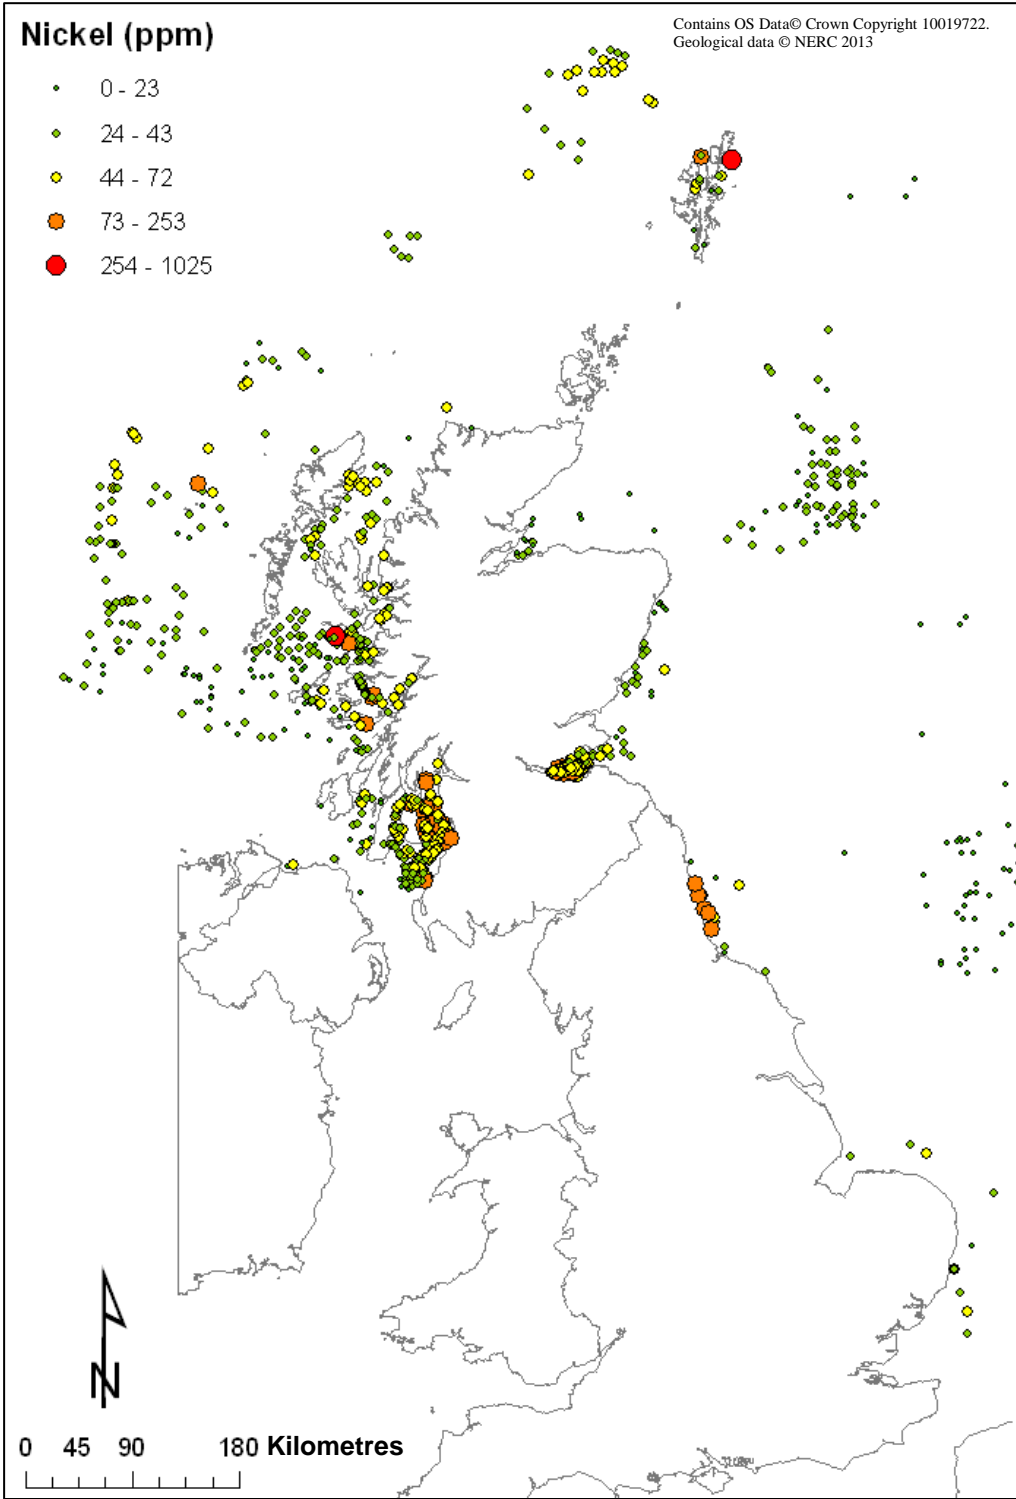 Nickel (ppm)
Contains OS Data© Crown Copyright 10019722.
Geological data © NERC 2013
0 - 23
24 - 43
44 - 72
73 - 253
254 - 1025
N
0 45 90 180 Kilometres